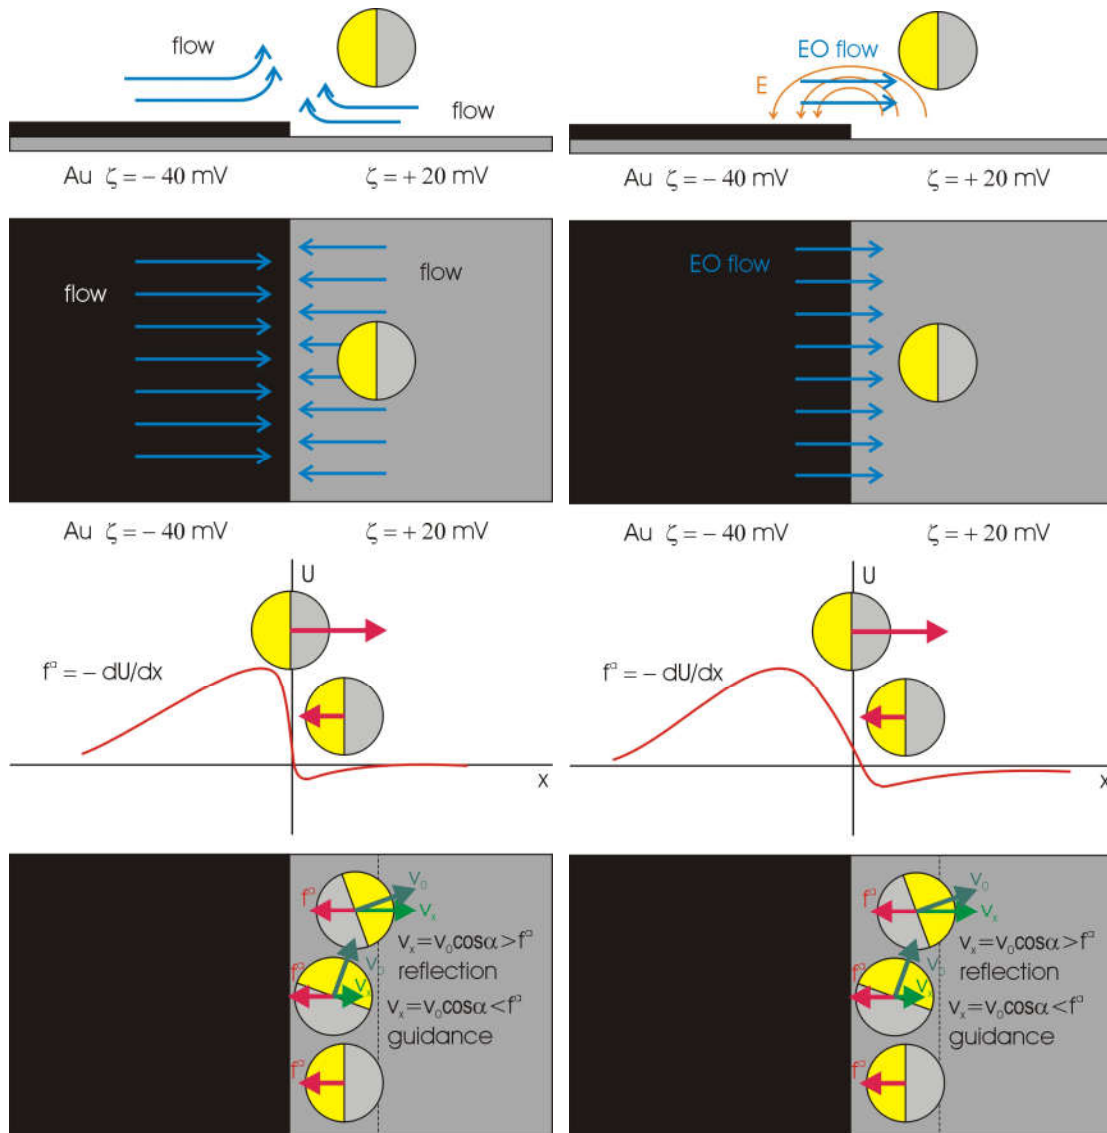 flow
flow
Au ζ = − 40 mV
ζ = + 20 mV
flow
flow
Au ζ = − 40 mV
ζ = + 20 mV
U
fᵅ = − dU/dx
x
fᵅ
v₀
vₓ
vₓ = v₀cosα > fᵅ
reflection
fᵅ
v₀
vₓ
vₓ = v₀cosα < fᵅ
guidance
fᵅ
EO flow
E
Au ζ = − 40 mV
ζ = + 20 mV
EO flow
Au ζ = − 40 mV
ζ = + 20 mV
U
fᵅ = − dU/dx
x
fᵅ
v₀
vₓ
vₓ = v₀cosα > fᵅ
reflection
fᵅ
v₀
vₓ
vₓ = v₀cosα < fᵅ
guidance
fᵅ